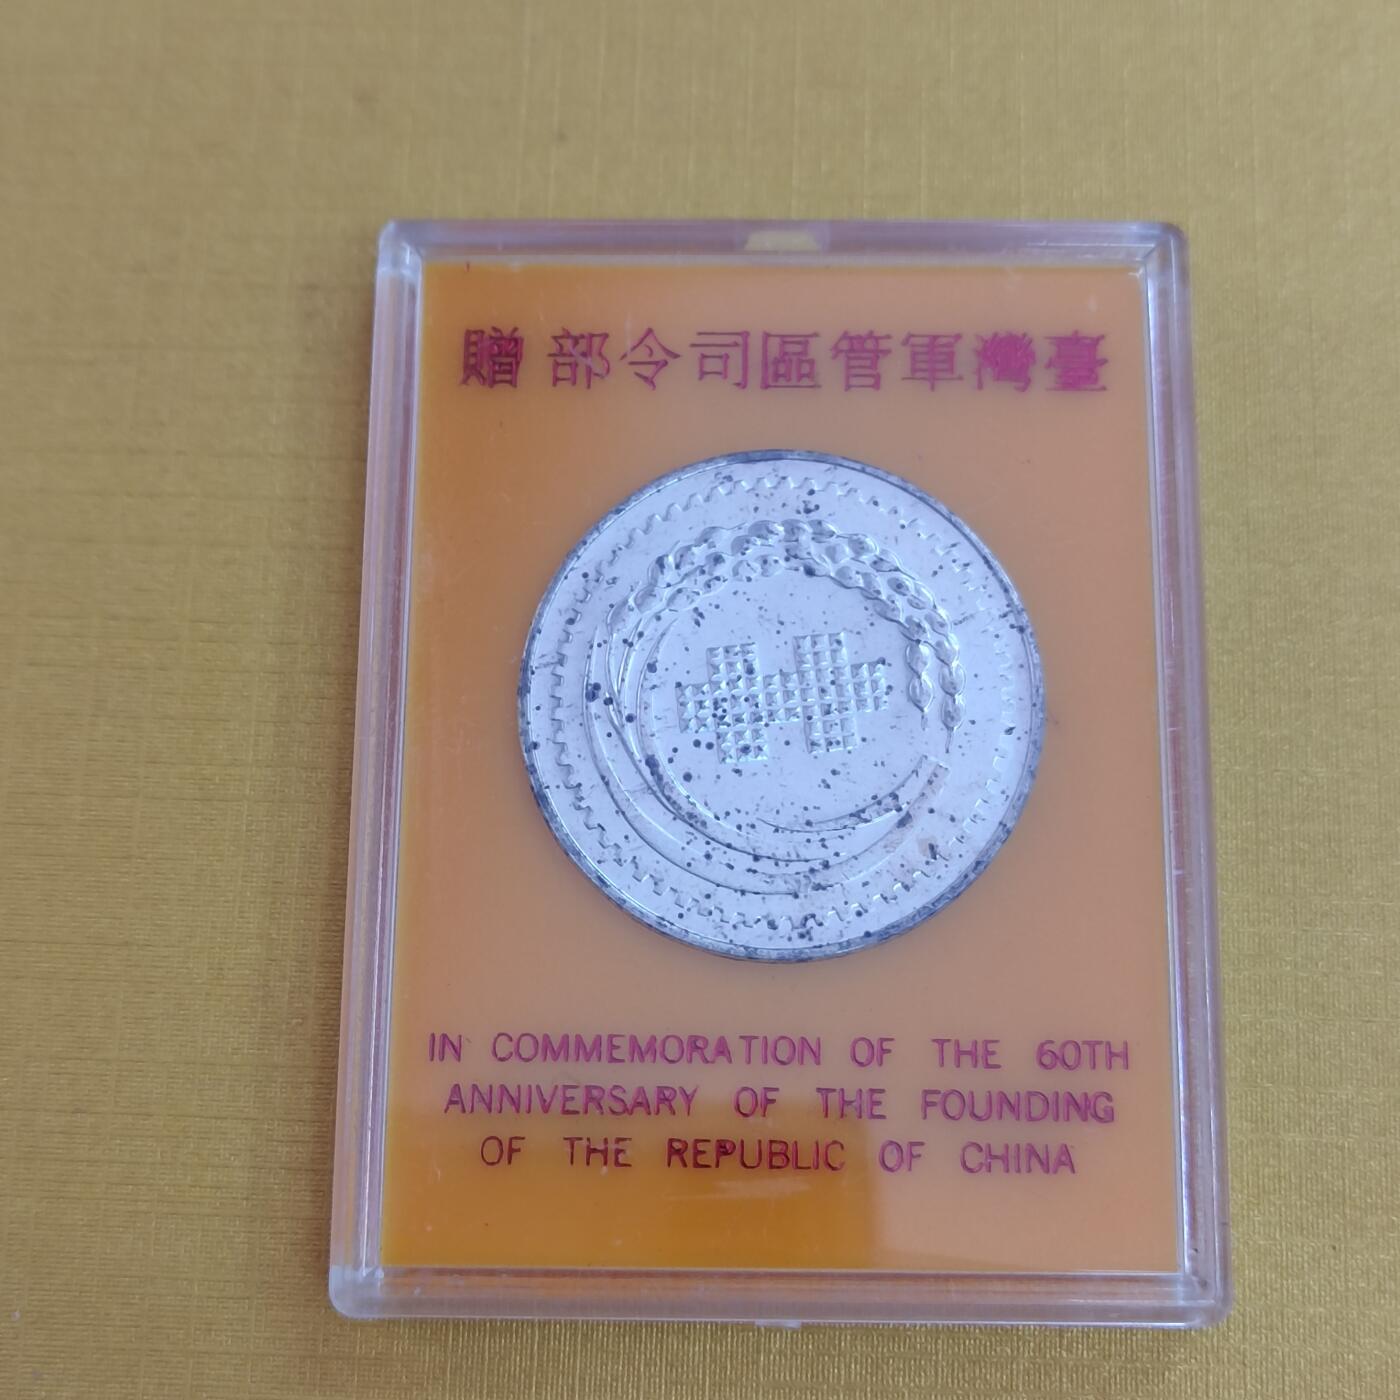 臺灣軍管區司令部 贈
IN COMMEMORATION OF THE 60TH
ANNIVERSARY OF THE FOUNDING
OF THE REPUBLIC OF CHINA